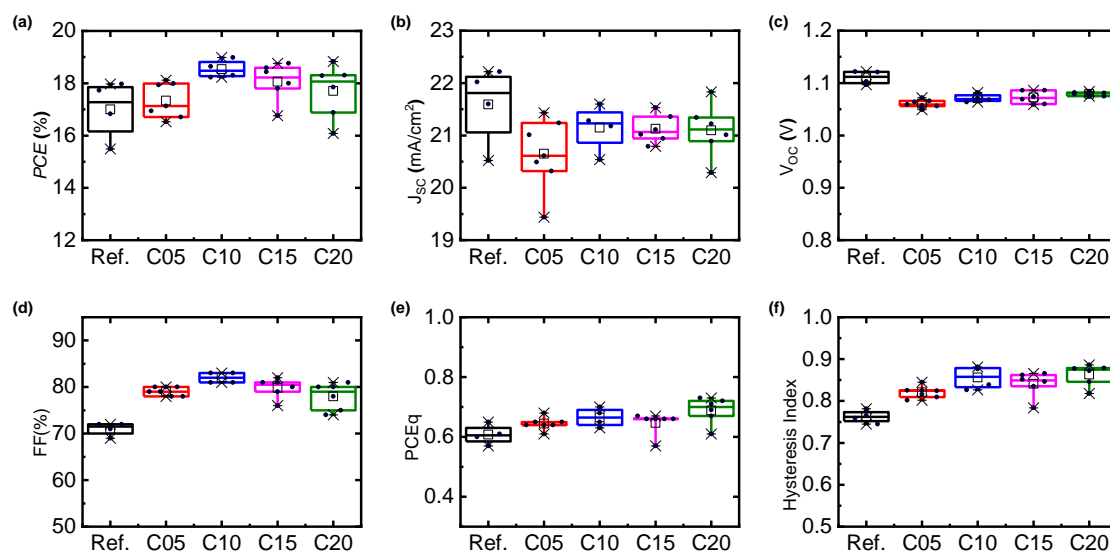 (a)
20
18
16
14
12
PCE (%)
Ref. C05 C10 C15 C20
(b)
23
22
21
20
19
J_SC (mA/cm²)
Ref. C05 C10 C15 C20
(c)
1.2
1.1
1.0
0.9
0.8
V_OC (V)
Ref. C05 C10 C15 C20
(d)
90
80
70
60
50
FF(%)
Ref. C05 C10 C15 C20
(e)
1.0
0.8
0.6
0.4
PCEq
Ref. C05 C10 C15 C20
(f)
1.0
0.9
0.8
0.7
0.6
0.5
Hysteresis Index
Ref. C05 C10 C15 C20